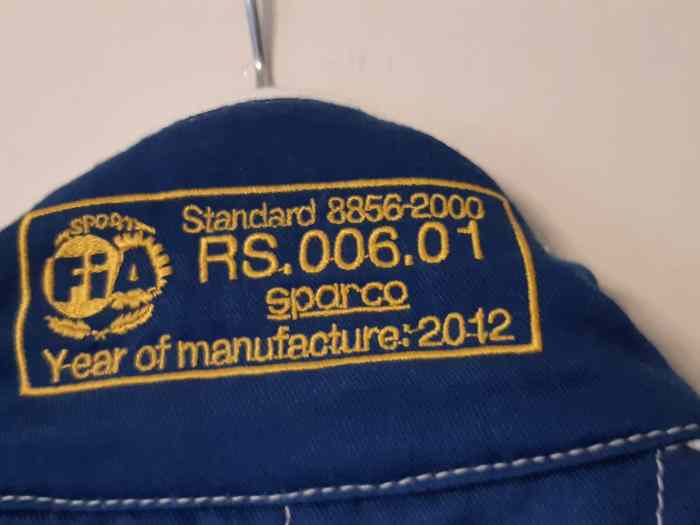 SPORT
FIA
Standard 8856-2000
RS.006.01
sparco
Year of manufacture: 2012